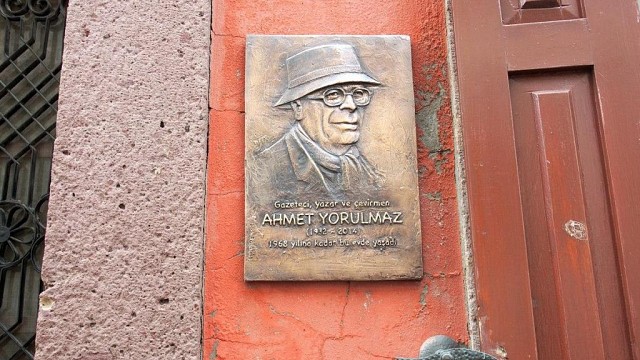 Gazeteci, yazar ve çevirmen
AHMET YORULMAZ
(1932 - 2014)
1968 yılına kadar bu evde yaşadı